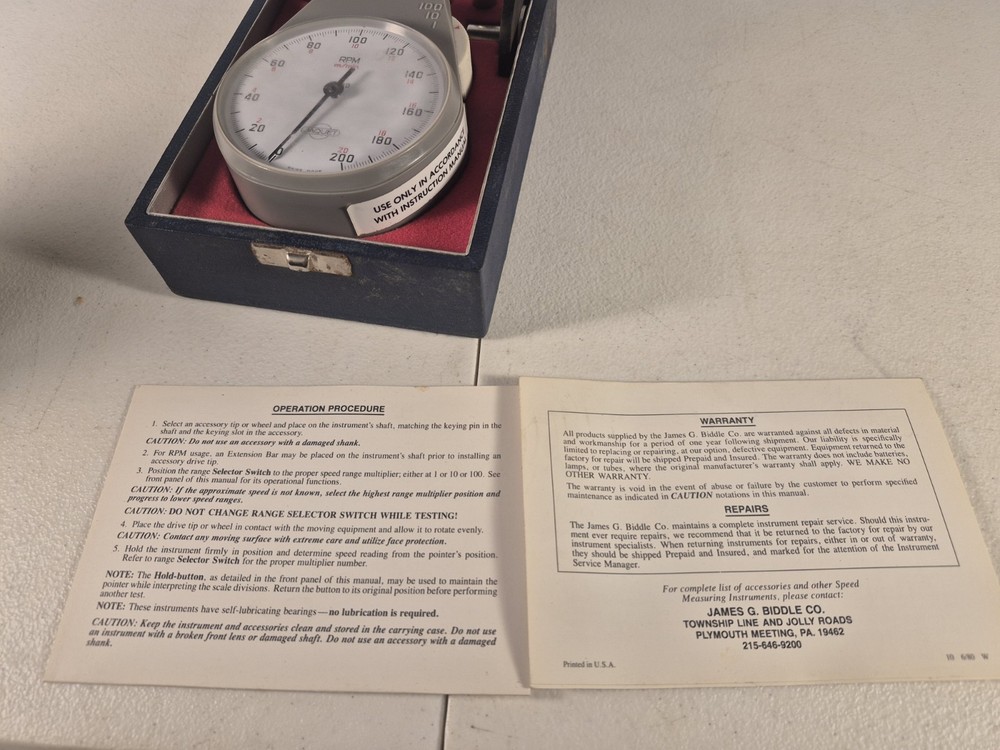 100
10
1
80
100
120
60
140
40
160
20
180
200
8
10
6
14
4
16
2
18
20
RPM
JAQUET
USE ONLY IN ACCORDANCE
WITH INSTRUCTION MANUAL
OPERATION PROCEDURE
1. Select an accessory tip or wheel and place on the instrument's shaft, matching the keying pin in the
shaft and the keying slot in the accessory.
CAUTION: Do not use an accessory with a damaged shank.
2. For RPM usage, an Extension Bar may be placed on the instrument's shaft prior to installing an
accessory drive tip.
3. Position the range Selector Switch to the proper speed range multiplier; either at 1 or 10 or 100. See
front panel of this manual for its operational functions.
CAUTION: If the approximate speed is not known, select the highest range multiplier position and
progress to lower speed ranges.
CAUTION: DO NOT CHANGE RANGE SELECTOR SWITCH WHILE TESTING!
4. Place the drive tip or wheel in contact with the moving equipment and allow it to rotate evenly.
CAUTION: Contact any moving surface with extreme care and utilize face protection.
5. Hold the instrument firmly in position and determine speed reading from the pointer's position.
Refer to range Selector Switch for the proper multiplier number.
NOTE: The Hold-button, as detailed in the front panel of this manual, may be used to maintain the
pointer while interpreting the scale divisions. Return the button to its original position before performing
another test.
NOTE: These instruments have self-lubricating bearings—no lubrication is required.
CAUTION: Keep the instrument and accessories clean and stored in the carrying case. Do not use
an instrument with a broken front lens or damaged shaft. Do not use an accessory with a damaged
shank.
WARRANTY
All products supplied by the James G. Biddle Co. are warranted against all defects in material
and workmanship for a period of one year following shipment. Our liability is specifically
limited to replacing or repairing, at our option, defective equipment. Equipment returned to the
factory for repair will be shipped Prepaid and Insured. The warranty does not include batteries,
lamps, or tubes, where the original manufacturer's warranty shall apply. WE MAKE NO
OTHER WARRANTY.
The warranty is void in the event of abuse or failure by the customer to perform specified
maintenance as indicated in CAUTION notations in this manual.
REPAIRS
The James G. Biddle Co. maintains a complete instrument repair service. Should this instru-
ment ever require repairs, we recommend that it be returned to the factory for repair by our
instrument specialists. When returning instruments for repairs, either in or out of warranty,
they should be shipped Prepaid and Insured, and marked for the attention of the Instrument
Service Manager.
For complete list of accessories and other Speed
Measuring Instruments, please contact:
JAMES G. BIDDLE CO.
TOWNSHIP LINE AND JOLLY ROADS
PLYMOUTH MEETING, PA. 19462
215-646-9200
Printed in U.S.A.
10 6/80 W